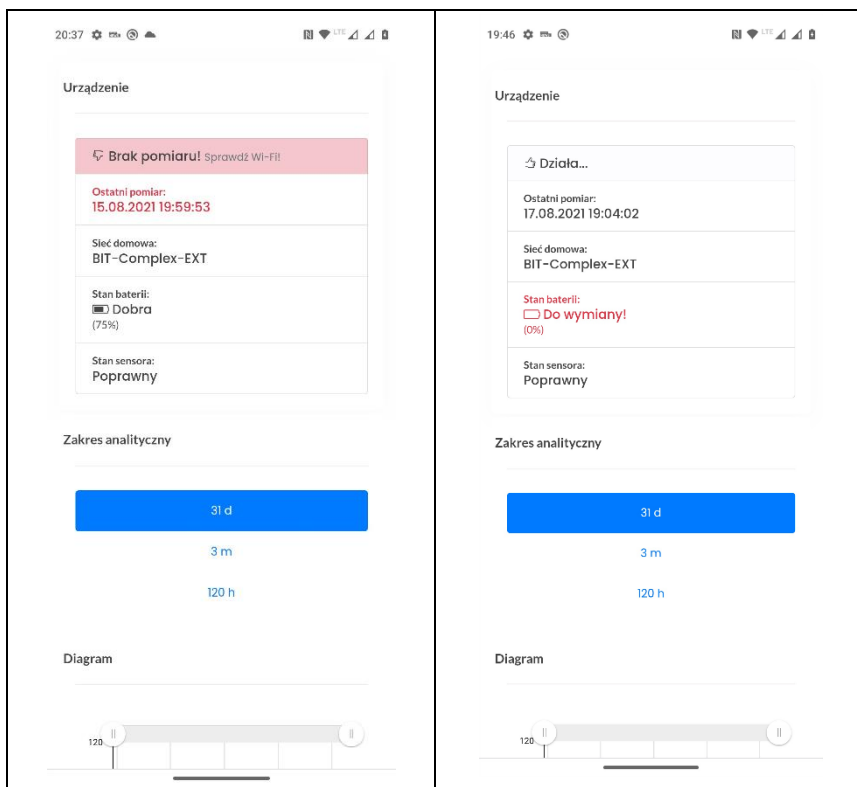 20:37
LTE
Urządzenie
Brak pomiaru! Sprawdź Wi-Fi!
Ostatni pomiar:
15.08.2021 19:59:53
Sieć domowa:
BIT-Complex-EXT
Stan baterii:
Dobra
(75%)
Stan sensora:
Poprawny
Zakres analityczny
31 d
3 m
120 h
Diagram
120
19:46
LTE
Urządzenie
Działa...
Ostatni pomiar:
17.08.2021 19:04:02
Sieć domowa:
BIT-Complex-EXT
Stan baterii:
Do wymiany!
(0%)
Stan sensora:
Poprawny
Zakres analityczny
31 d
3 m
120 h
Diagram
120